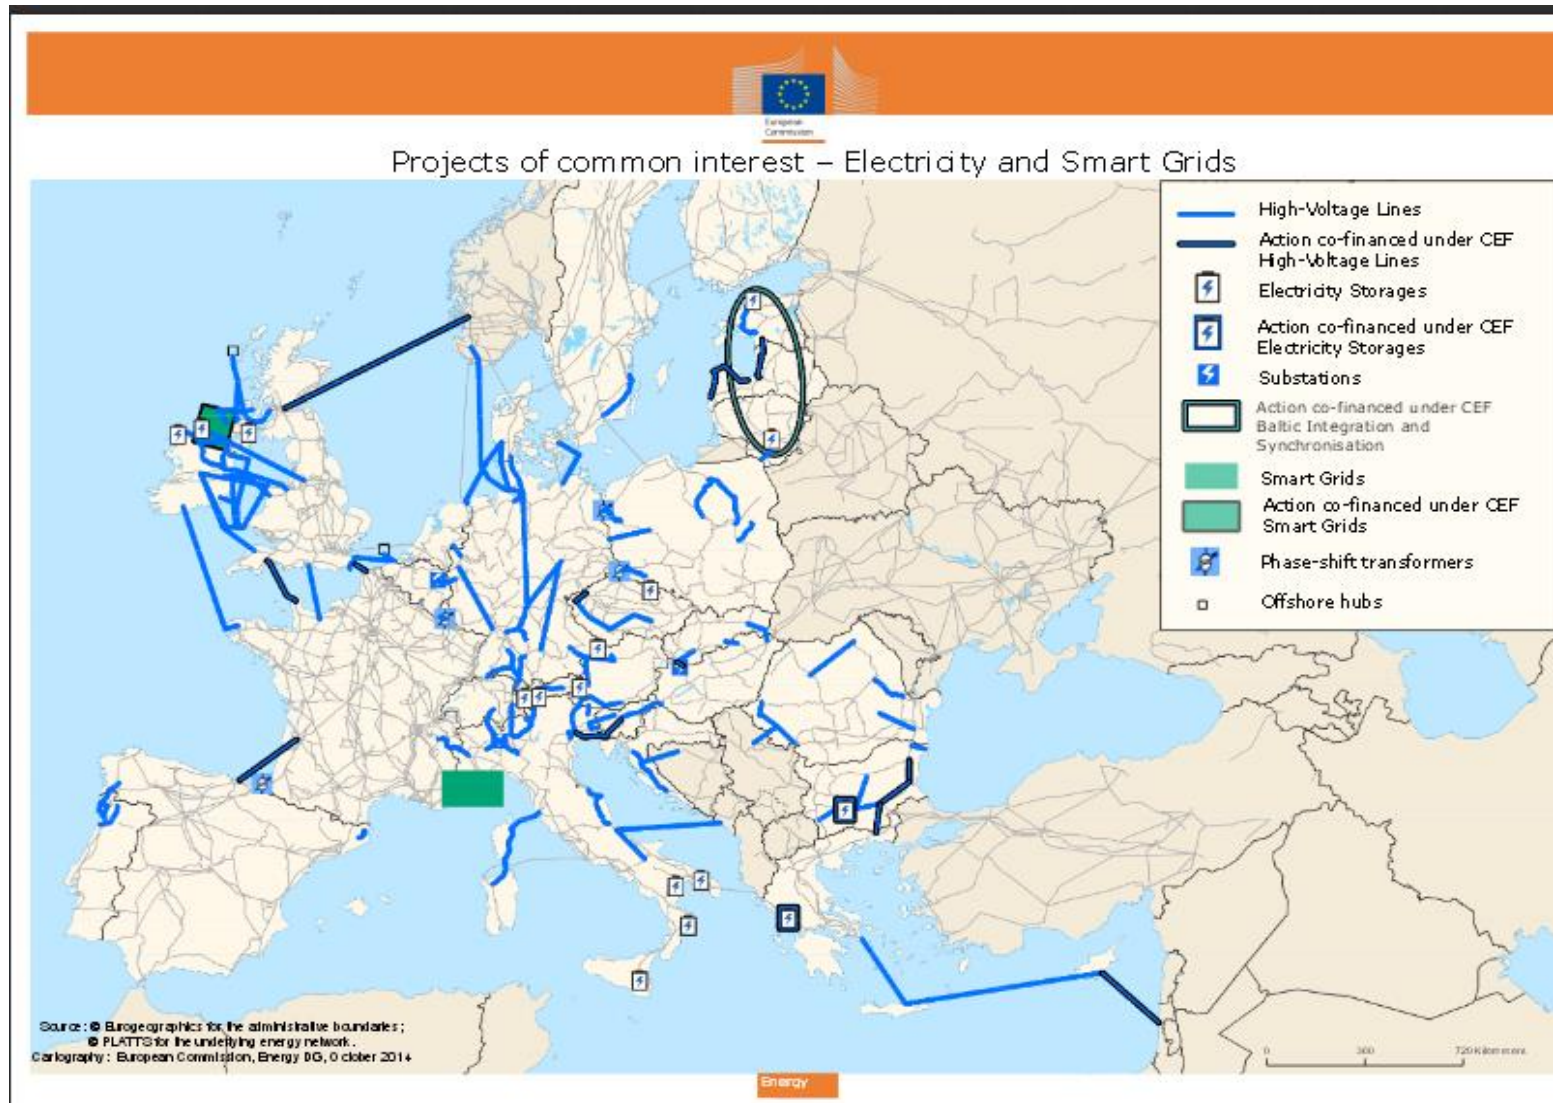 European
Commission
Projects of common interest – Electricity and Smart Grids
High-Voltage Lines
Action co-financed under CEF
High-Voltage Lines
Electricity Storages
Action co-financed under CEF
Electricity Storages
Substations
Action co-financed under CEF
Baltic Integration and
Synchronisation
Smart Grids
Action co-financed under CEF
Smart Grids
Phase-shift transformers
Offshore hubs
Source: © Eurogeographics for the administrative boundaries;
© PLATTS for the underlying energy network.
Cartography: European Commission, Energy DG, October 2014
0 360 720 Kilometers
Energy